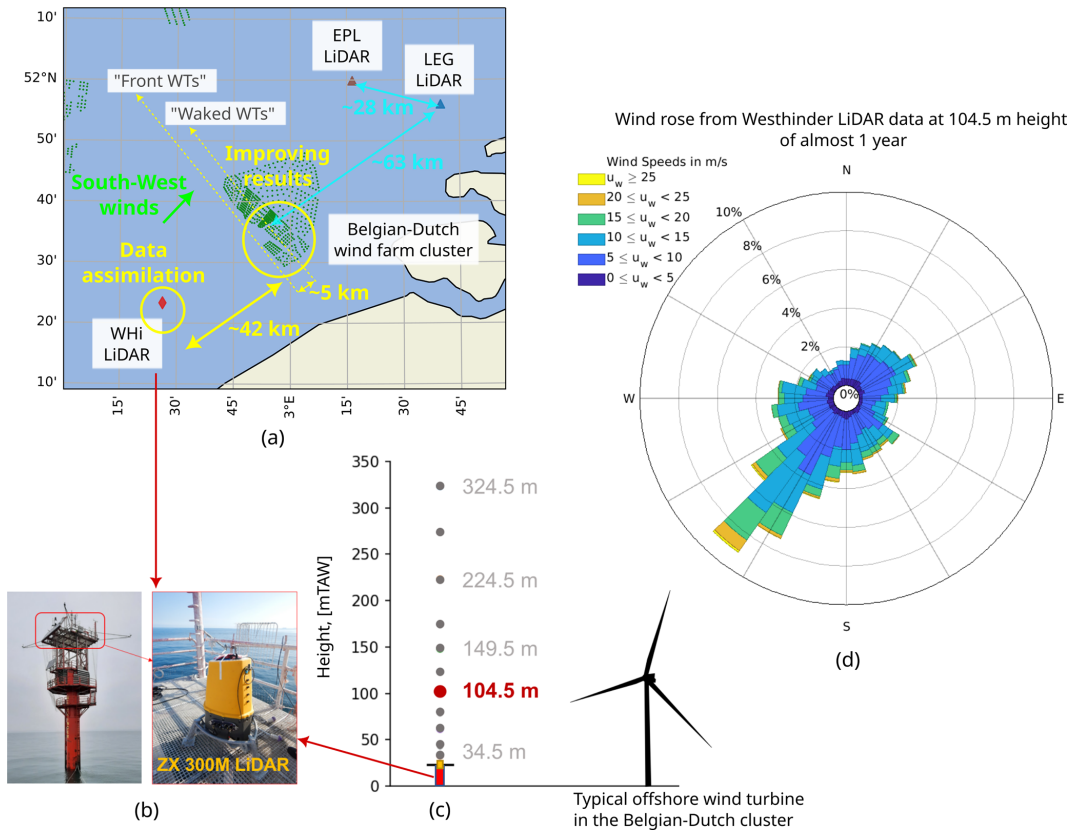 10'
52°N
50'
40'
30'
20'
10'
EPL
LiDAR
LEG
LiDAR
"Front WTs"
"Waked WTs"
~28 km
~63 km
Improving
results
South-West
winds
Belgian-Dutch
wind farm cluster
Data
assimilation
~5 km
~42 km
WHi
LiDAR
15'
30'
45'
3°E
15'
30'
45'
(a)
Wind rose from Westhinder LiDAR data at 104.5 m height
of almost 1 year
Wind Speeds in m/s
u_w ≥ 25
20 ≤ u_w < 25
15 ≤ u_w < 20
10 ≤ u_w < 15
5 ≤ u_w < 10
0 ≤ u_w < 5
N
10%
8%
6%
4%
2%
0%
W
E
S
(d)
ZX 300M LiDAR
(b)
Height, [mTAW]
350
300
250
200
150
100
50
0
324.5 m
224.5 m
149.5 m
104.5 m
34.5 m
(c)
Typical offshore wind turbine
in the Belgian-Dutch cluster